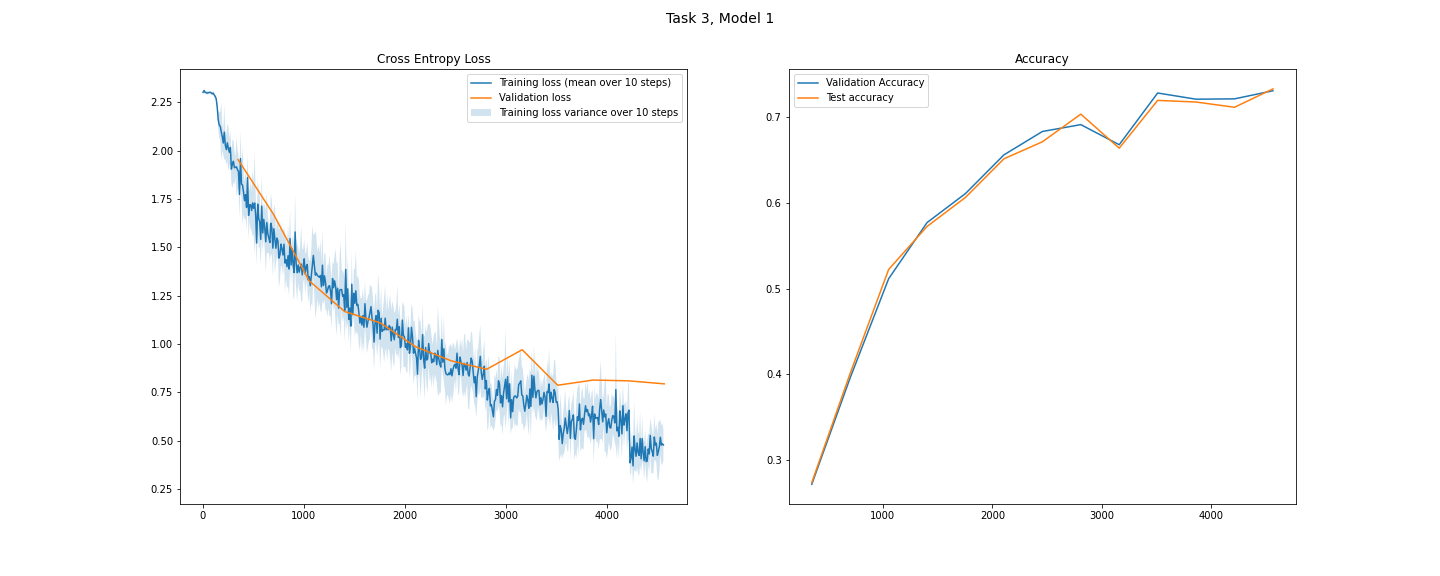 Task 3, Model 1
Cross Entropy Loss
Training loss (mean over 10 steps)
Validation loss
Training loss variance over 10 steps
2.25
2.00
1.75
1.50
1.25
1.00
0.75
0.50
0.25
0 1000 2000 3000 4000
Accuracy
Validation Accuracy
Test accuracy
0.7
0.6
0.5
0.4
0.3
1000 2000 3000 4000